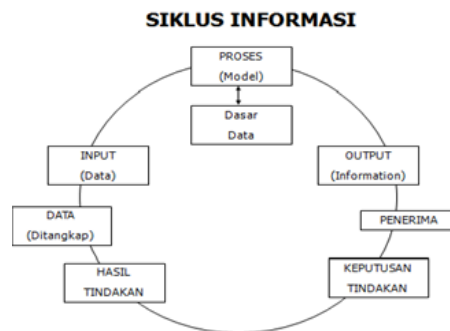 SIKLUS INFORMASI
PROSES
(Model)
Dasar
Data
INPUT
(Data)
OUTPUT
(Information)
DATA
(Ditangkap)
PENERIMA
HASIL
TINDAKAN
KEPUTUSAN
TINDAKAN